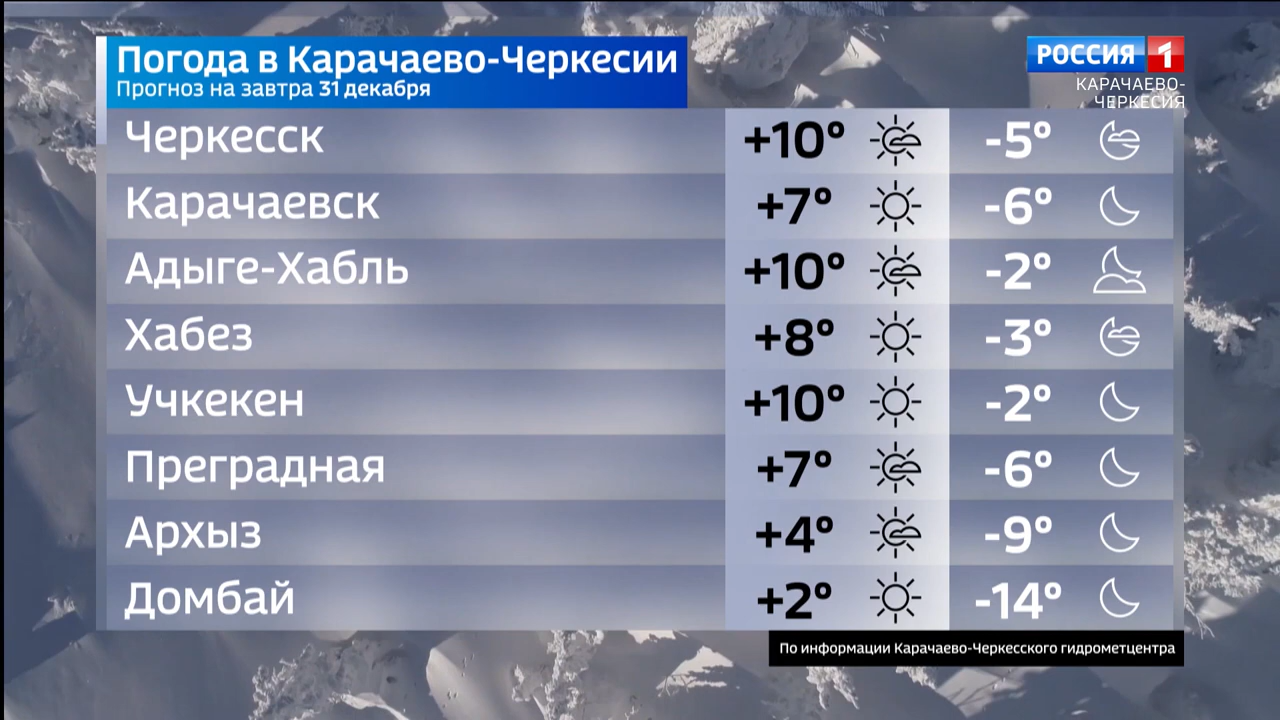 Погода в Карачаево-Черкесии
Прогноз на завтра 31 декабря
РОССИЯ 1
КАРАЧАЕВО-
ЧЕРКЕСИЯ
Черкесск +10° -5°
Карачаевск +7° -6°
Адыге-Хабль +10° -2°
Хабез +8° -3°
Учкекен +10° -2°
Преградная +7° -6°
Архыз +4° -9°
Домбай +2° -14°
По информации Карачаево-Черкесского гидрометцентра